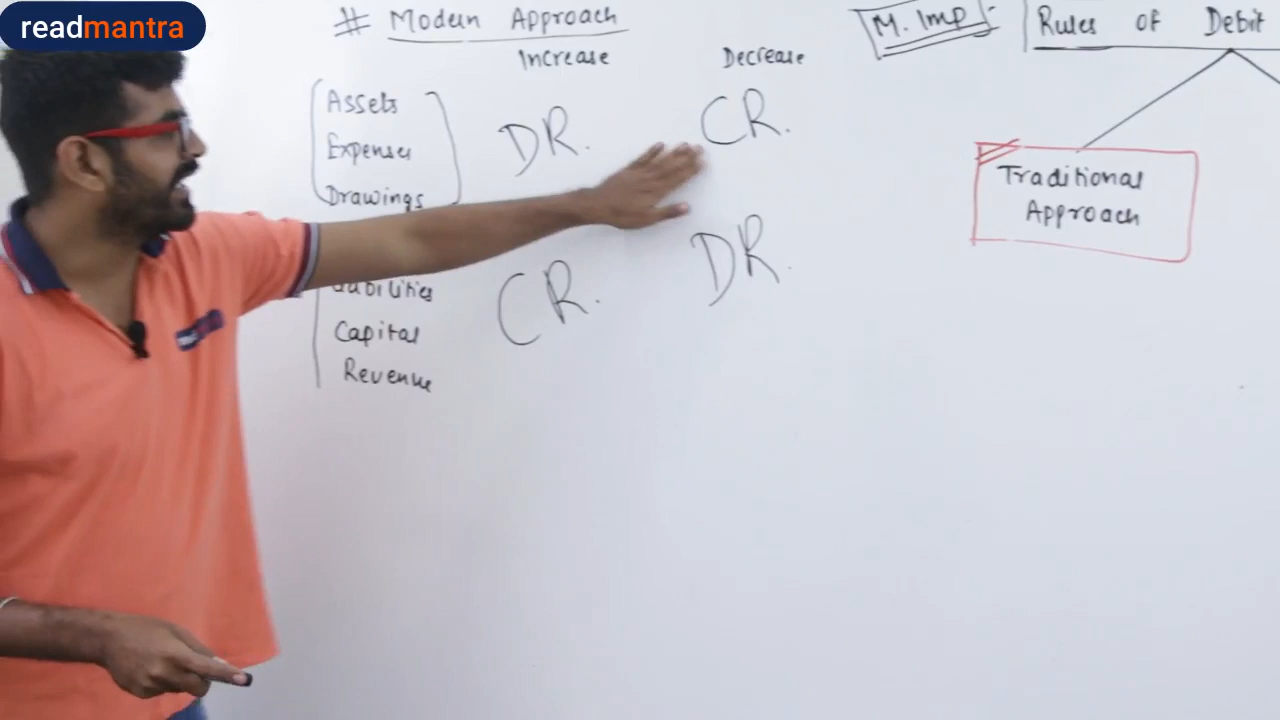 readmantra
# Modern Approach
Increase Decrease
Assets
Expenses
Drawings
DR. CR.
Liabilities
Capital
Revenue
CR. DR.
M. Imp
Rules of Debit
Traditional
Approach